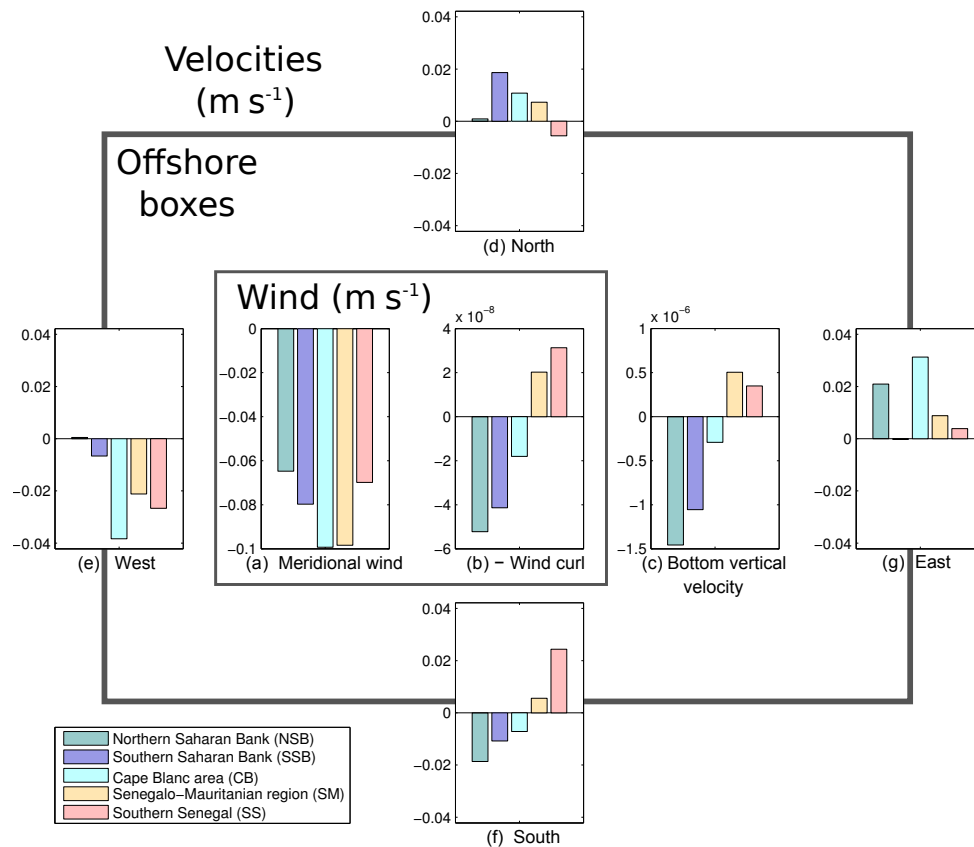 Velocities
(m s⁻¹)
0.04
0.02
0
−0.02
−0.04
(d) North
Offshore
boxes
Wind (m s⁻¹)
0.04
0.02
0
−0.02
−0.04
(e) West
0
−0.02
−0.04
−0.06
−0.08
−0.1
(a) Meridional wind
x 10⁻⁸
4
2
0
−2
−4
−6
(b) − Wind curl
x 10⁻⁶
1
0.5
0
−0.5
−1
−1.5
(c) Bottom vertical
velocity
0.04
0.02
0
−0.02
−0.04
(g) East
0.04
0.02
0
−0.02
−0.04
(f) South
Northern Saharan Bank (NSB)
Southern Saharan Bank (SSB)
Cape Blanc area (CB)
Senegalo−Mauritanian region (SM)
Southern Senegal (SS)